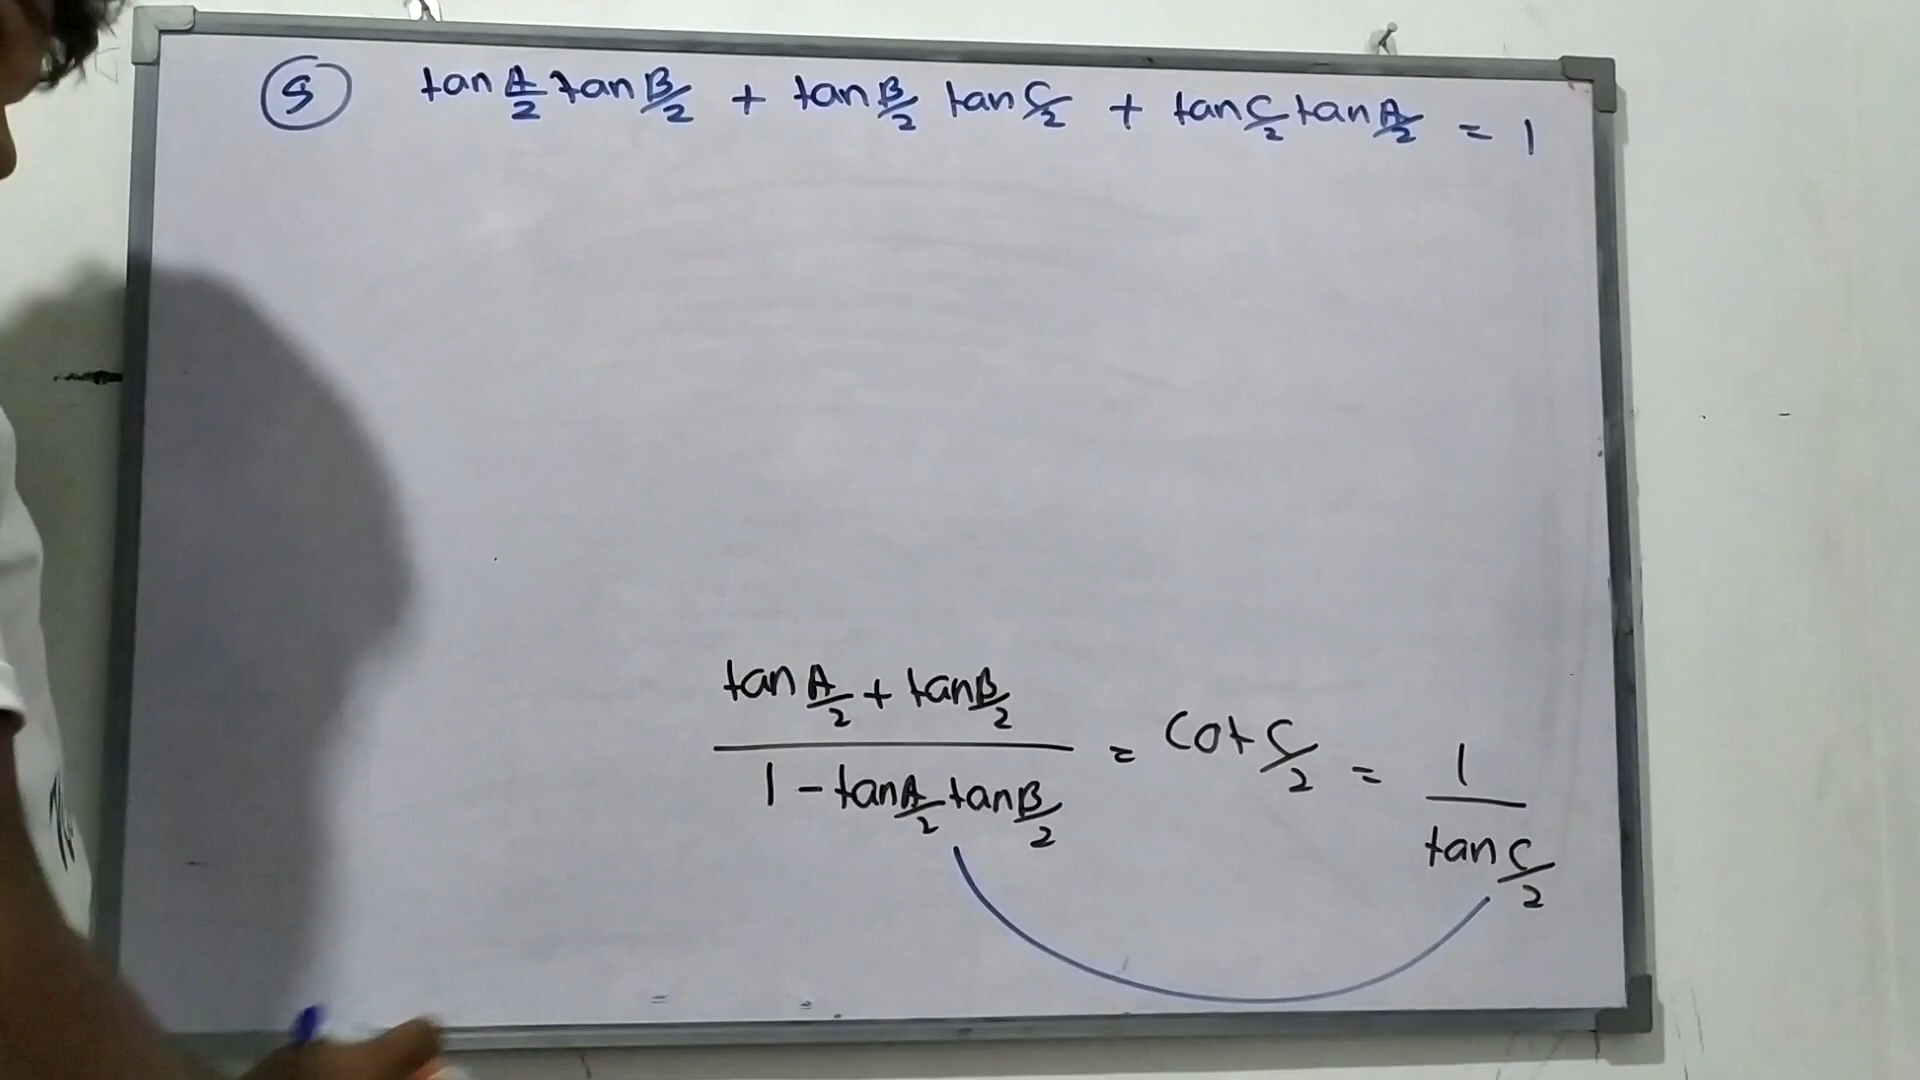 5 tan A/2 tan B/2 + tan B/2 tan C/2 + tan C/2 tan A/2 = 1
tan A/2 + tan B/2
= cot C/2 = 1
1 - tan A/2 tan B/2
tan C/2